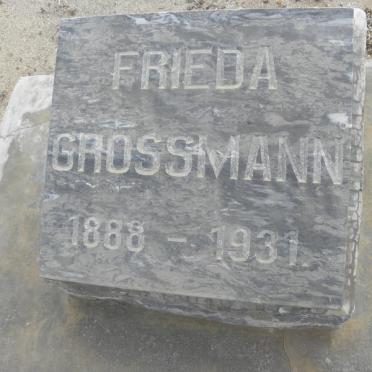 FRIEDA
GROSSMANN
1888 - 1931